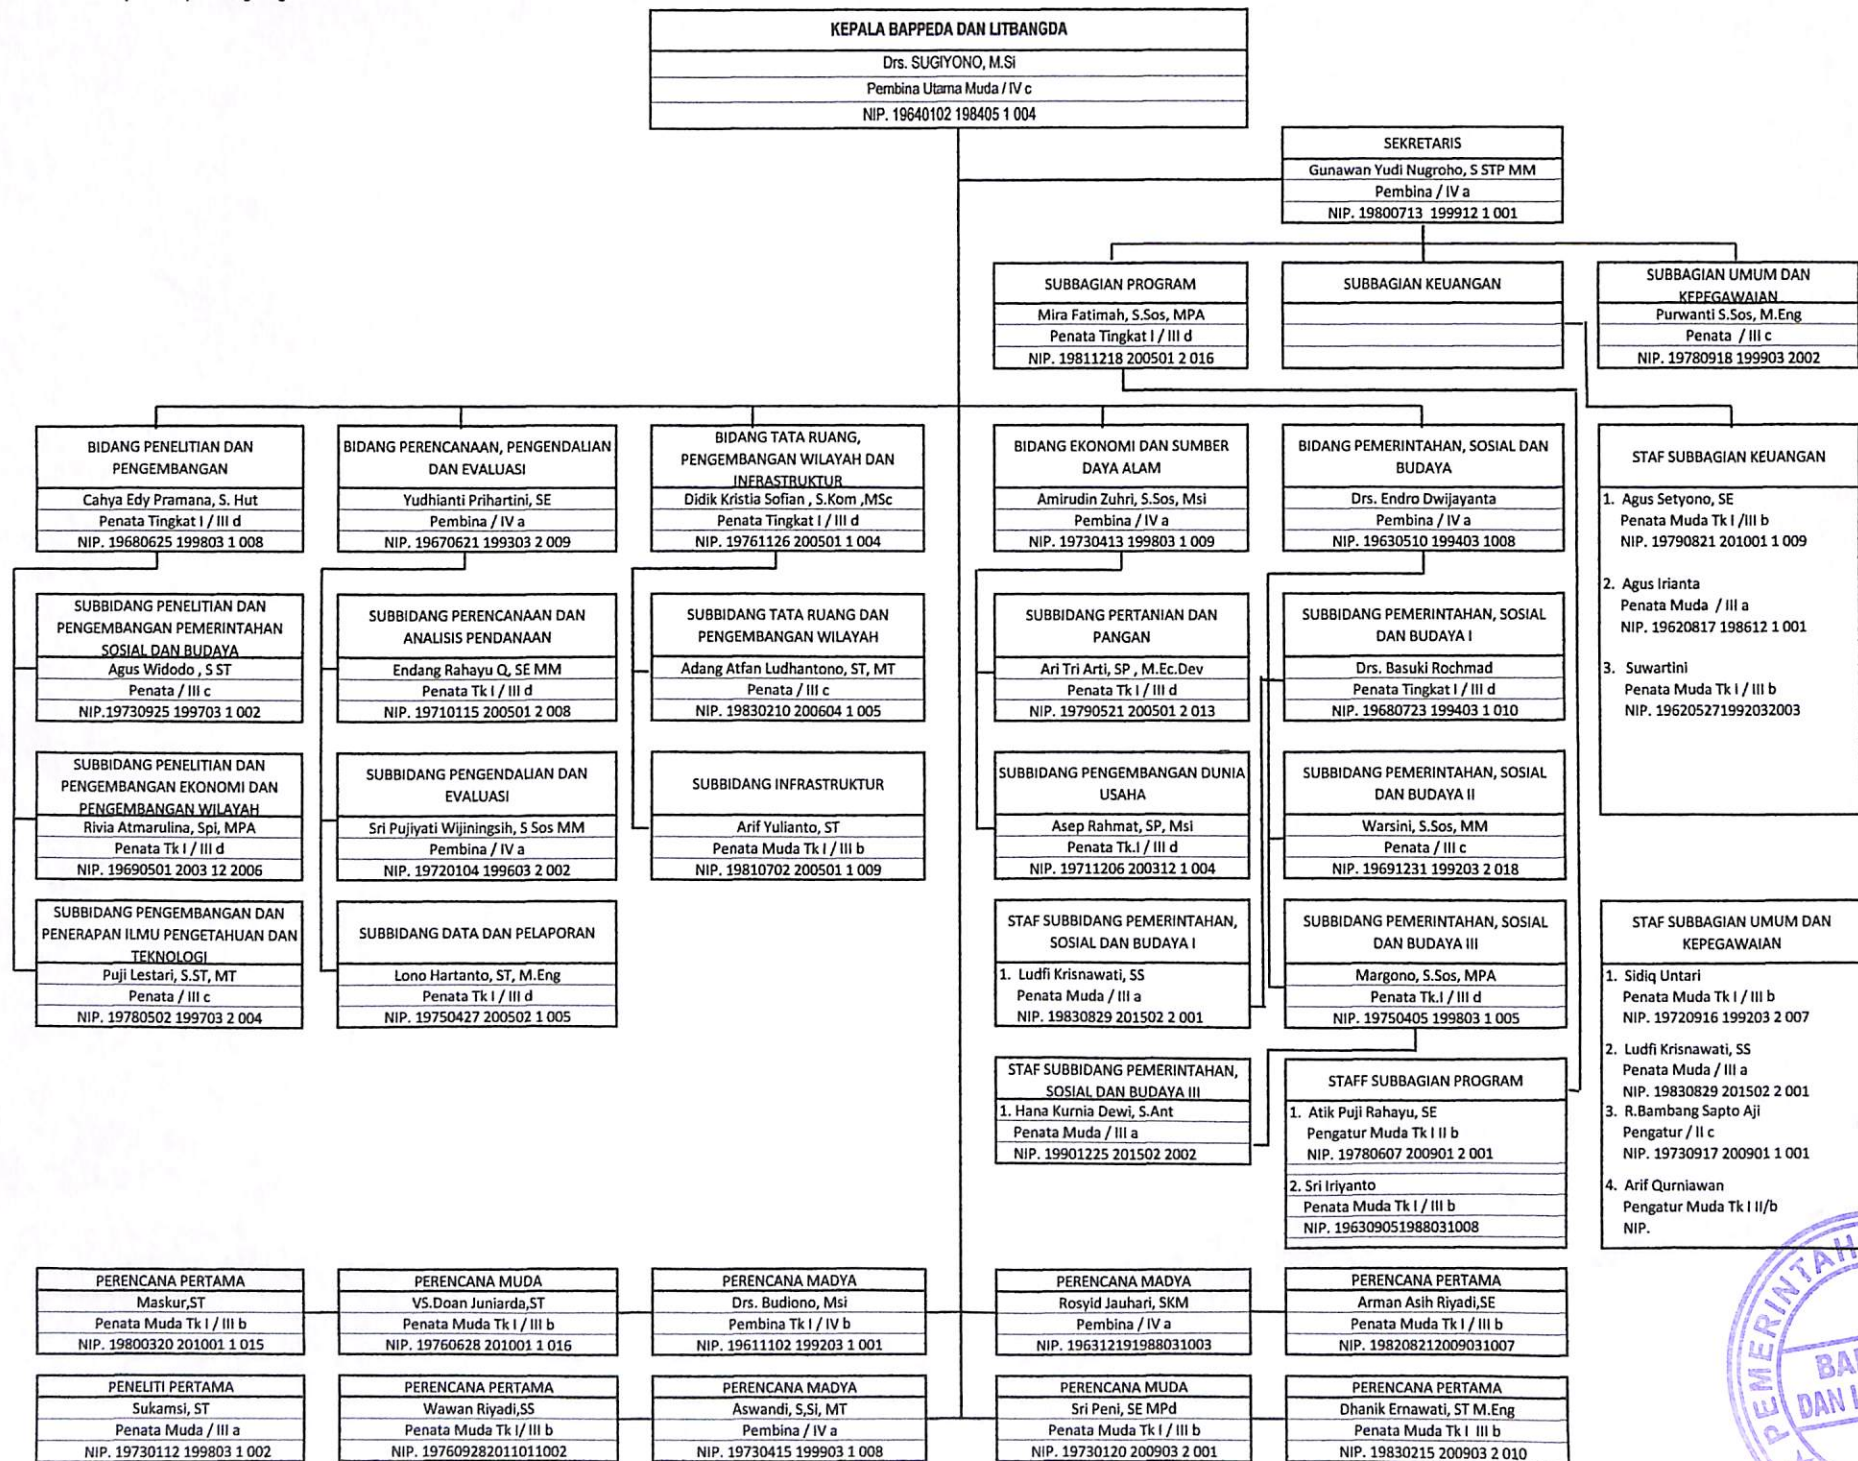 KEPALA BAPPEDA DAN LITBANGDA
Drs. SUGIYONO, M.Si
Pembina Utama Muda / IV c
NIP. 19640102 198405 1 004
SEKRETARIS
Gunawan Yudi Nugroho, S STP MM
Pembina / IV a
NIP. 19800713 199912 1 001
SUBBAGIAN PROGRAM
Mira Fatimah, S.Sos, MPA
Penata Tingkat I / III d
NIP. 19811218 200501 2 016
SUBBAGIAN KEUANGAN
SUBBAGIAN UMUM DAN
KEPEGAWAIAN
Purwanti S.Sos, M.Eng
Penata / III c
NIP. 19780918 199903 2002
BIDANG PENELITIAN DAN
PENGEMBANGAN
Cahya Edy Pramana, S. Hut
Penata Tingkat I / III d
NIP. 19680625 199803 1 008
BIDANG PERENCANAAN, PENGENDALIAN
DAN EVALUASI
Yudhianti Prihartini, SE
Pembina / IV a
NIP. 19670621 199303 2 009
BIDANG TATA RUANG,
PENGEMBANGAN WILAYAH DAN
INFRASTRUKTUR
Didik Kristia Sofian , S.Kom ,MSc
Penata Tingkat I / III d
NIP. 19761126 200501 1 004
BIDANG EKONOMI DAN SUMBER
DAYA ALAM
Amirudin Zuhri, S.Sos, Msi
Pembina / IV a
NIP. 19730413 199803 1 009
BIDANG PEMERINTAHAN, SOSIAL DAN
BUDAYA
Drs. Endro Dwijayanta
Pembina / IV a
NIP. 19630510 199403 1008
STAF SUBBAGIAN KEUANGAN
1. Agus Setyono, SE
Penata Muda Tk I /III b
NIP. 19790821 201001 1 009
2. Agus Irianta
Penata Muda / III a
NIP. 19620817 198612 1 001
3. Suwartini
Penata Muda Tk I / III b
NIP. 196205271992032003
SUBBIDANG PENELITIAN DAN
PENGEMBANGAN PEMERINTAHAN
SOSIAL DAN BUDAYA
Agus Widodo , S ST
Penata / III c
NIP.19730925 199703 1 002
SUBBIDANG PERENCANAAN DAN
ANALISIS PENDANAAN
Endang Rahayu Q, SE MM
Penata Tk I / III d
NIP. 19710115 200501 2 008
SUBBIDANG TATA RUANG DAN
PENGEMBANGAN WILAYAH
Adang Atfan Ludhantono, ST, MT
Penata / III c
NIP. 19830210 200604 1 005
SUBBIDANG PERTANIAN DAN
PANGAN
Ari Tri Arti, SP , M.Ec.Dev
Penata Tk I / III d
NIP. 19790521 200501 2 013
SUBBIDANG PEMERINTAHAN, SOSIAL
DAN BUDAYA I
Drs. Basuki Rochmad
Penata Tingkat I / III d
NIP. 19680723 199403 1 010
SUBBIDANG PENELITIAN DAN
PENGEMBANGAN EKONOMI DAN
PENGEMBANGAN WILAYAH
Rivia Atmarulina, Spi, MPA
Penata Tk I / III d
NIP. 19690501 2003 12 2006
SUBBIDANG PENGENDALIAN DAN
EVALUASI
Sri Pujiyati Wijiningsih, S Sos MM
Pembina / IV a
NIP. 19720104 199603 2 002
SUBBIDANG INFRASTRUKTUR
Arif Yulianto, ST
Penata Muda Tk I / III b
NIP. 19810702 200501 1 009
SUBBIDANG PENGEMBANGAN DUNIA
USAHA
Asep Rahmat, SP, Msi
Penata Tk.I / III d
NIP. 19711206 200312 1 004
SUBBIDANG PEMERINTAHAN, SOSIAL
DAN BUDAYA II
Warsini, S.Sos, MM
Penata / III c
NIP. 19691231 199203 2 018
SUBBIDANG PENGEMBANGAN DAN
PENERAPAN ILMU PENGETAHUAN DAN
TEKNOLOGI
Puji Lestari, S.ST, MT
Penata / III c
NIP. 19780502 199703 2 004
SUBBIDANG DATA DAN PELAPORAN
Lono Hartanto, ST, M.Eng
Penata Tk I / III d
NIP. 19750427 200502 1 005
STAF SUBBIDANG PEMERINTAHAN,
SOSIAL DAN BUDAYA I
1. Ludfi Krisnawati, SS
Penata Muda / III a
NIP. 19830829 201502 2 001
SUBBIDANG PEMERINTAHAN, SOSIAL
DAN BUDAYA III
Margono, S.Sos, MPA
Penata Tk.I / III d
NIP. 19750405 199803 1 005
STAF SUBBAGIAN UMUM DAN
KEPEGAWAIAN
1. Sidiq Untari
Penata Muda Tk I / III b
NIP. 19720916 199203 2 007
2. Ludfi Krisnawati, SS
Penata Muda / III a
NIP. 19830829 201502 2 001
3. R.Bambang Sapto Aji
Pengatur / II c
NIP. 19730917 200901 1 001
4. Arif Qurniawan
Pengatur Muda Tk I II/b
NIP.
STAF SUBBIDANG PEMERINTAHAN,
SOSIAL DAN BUDAYA III
1. Hana Kurnia Dewi, S.Ant
Penata Muda / III a
NIP. 19901225 201502 2002
STAFF SUBBAGIAN PROGRAM
1. Atik Puji Rahayu, SE
Pengatur Muda Tk I II b
NIP. 19780607 200901 2 001
2. Sri Iriyanto
Penata Muda Tk I / III b
NIP. 196309051988031008
PERENCANA PERTAMA
Maskur,ST
Penata Muda Tk I / III b
NIP. 19800320 201001 1 015
PERENCANA MUDA
VS.Doan Juniarda,ST
Penata Muda Tk I / III b
NIP. 19760628 201001 1 016
PERENCANA MADYA
Drs. Budiono, Msi
Pembina Tk I / IV b
NIP. 19611102 199203 1 001
PERENCANA MADYA
Rosyid Jauhari, SKM
Pembina / IV a
NIP. 196312191988031003
PERENCANA PERTAMA
Arman Asih Riyadi,SE
Penata Muda Tk I / III b
NIP. 198208212009031007
PENELITI PERTAMA
Sukamsi, ST
Penata Muda / III a
NIP. 19730112 199803 1 002
PERENCANA PERTAMA
Wawan Riyadi,SS
Penata Muda Tk I/ III b
NIP. 197609282011011002
PERENCANA MADYA
Aswandi, S,Si, MT
Pembina / IV a
NIP. 19730415 199903 1 008
PERENCANA MUDA
Sri Peni, SE MPd
Penata Muda Tk I / III b
NIP. 19730120 200903 2 001
PERENCANA PERTAMA
Dhanik Ernawati, ST M.Eng
Penata Muda Tk I III b
NIP. 19830215 200903 2 010
PEMERINTAH